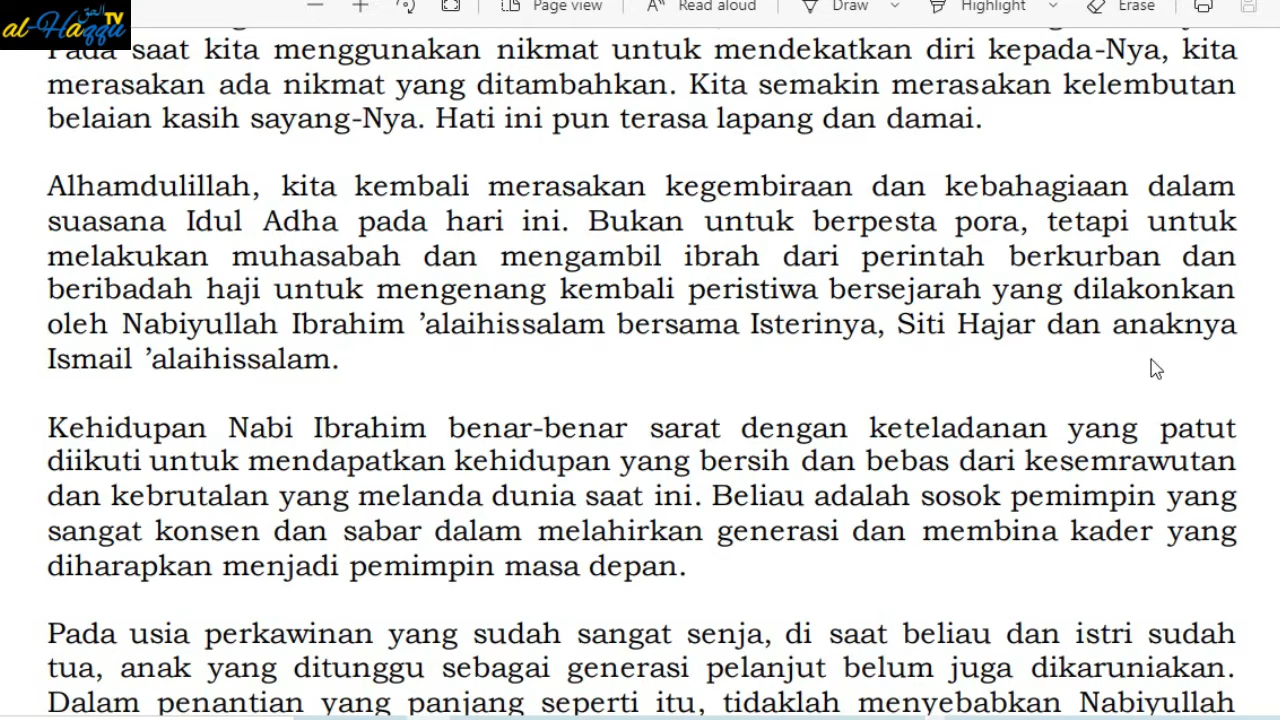 al-Haqqu TV
الحق
Page view
Read aloud
Draw
Highlight
Erase
Pada saat kita menggunakan nikmat untuk mendekatkan diri kepada-Nya, kita
merasakan ada nikmat yang ditambahkan. Kita semakin merasakan kelembutan
belaian kasih sayang-Nya. Hati ini pun terasa lapang dan damai.
Alhamdulillah, kita kembali merasakan kegembiraan dan kebahagiaan dalam
suasana Idul Adha pada hari ini. Bukan untuk berpesta pora, tetapi untuk
melakukan muhasabah dan mengambil ibrah dari perintah berkurban dan
beribadah haji untuk mengenang kembali peristiwa bersejarah yang dilakonkan
oleh Nabiyullah Ibrahim ’alaihissalam bersama Isterinya, Siti Hajar dan anaknya
Ismail ’alaihissalam.
Kehidupan Nabi Ibrahim benar-benar sarat dengan keteladanan yang patut
diikuti untuk mendapatkan kehidupan yang bersih dan bebas dari kesemrawutan
dan kebrutalan yang melanda dunia saat ini. Beliau adalah sosok pemimpin yang
sangat konsen dan sabar dalam melahirkan generasi dan membina kader yang
diharapkan menjadi pemimpin masa depan.
Pada usia perkawinan yang sudah sangat senja, di saat beliau dan istri sudah
tua, anak yang ditunggu sebagai generasi pelanjut belum juga dikaruniakan.
Dalam penantian yang panjang seperti itu, tidaklah menyebabkan Nabiyullah